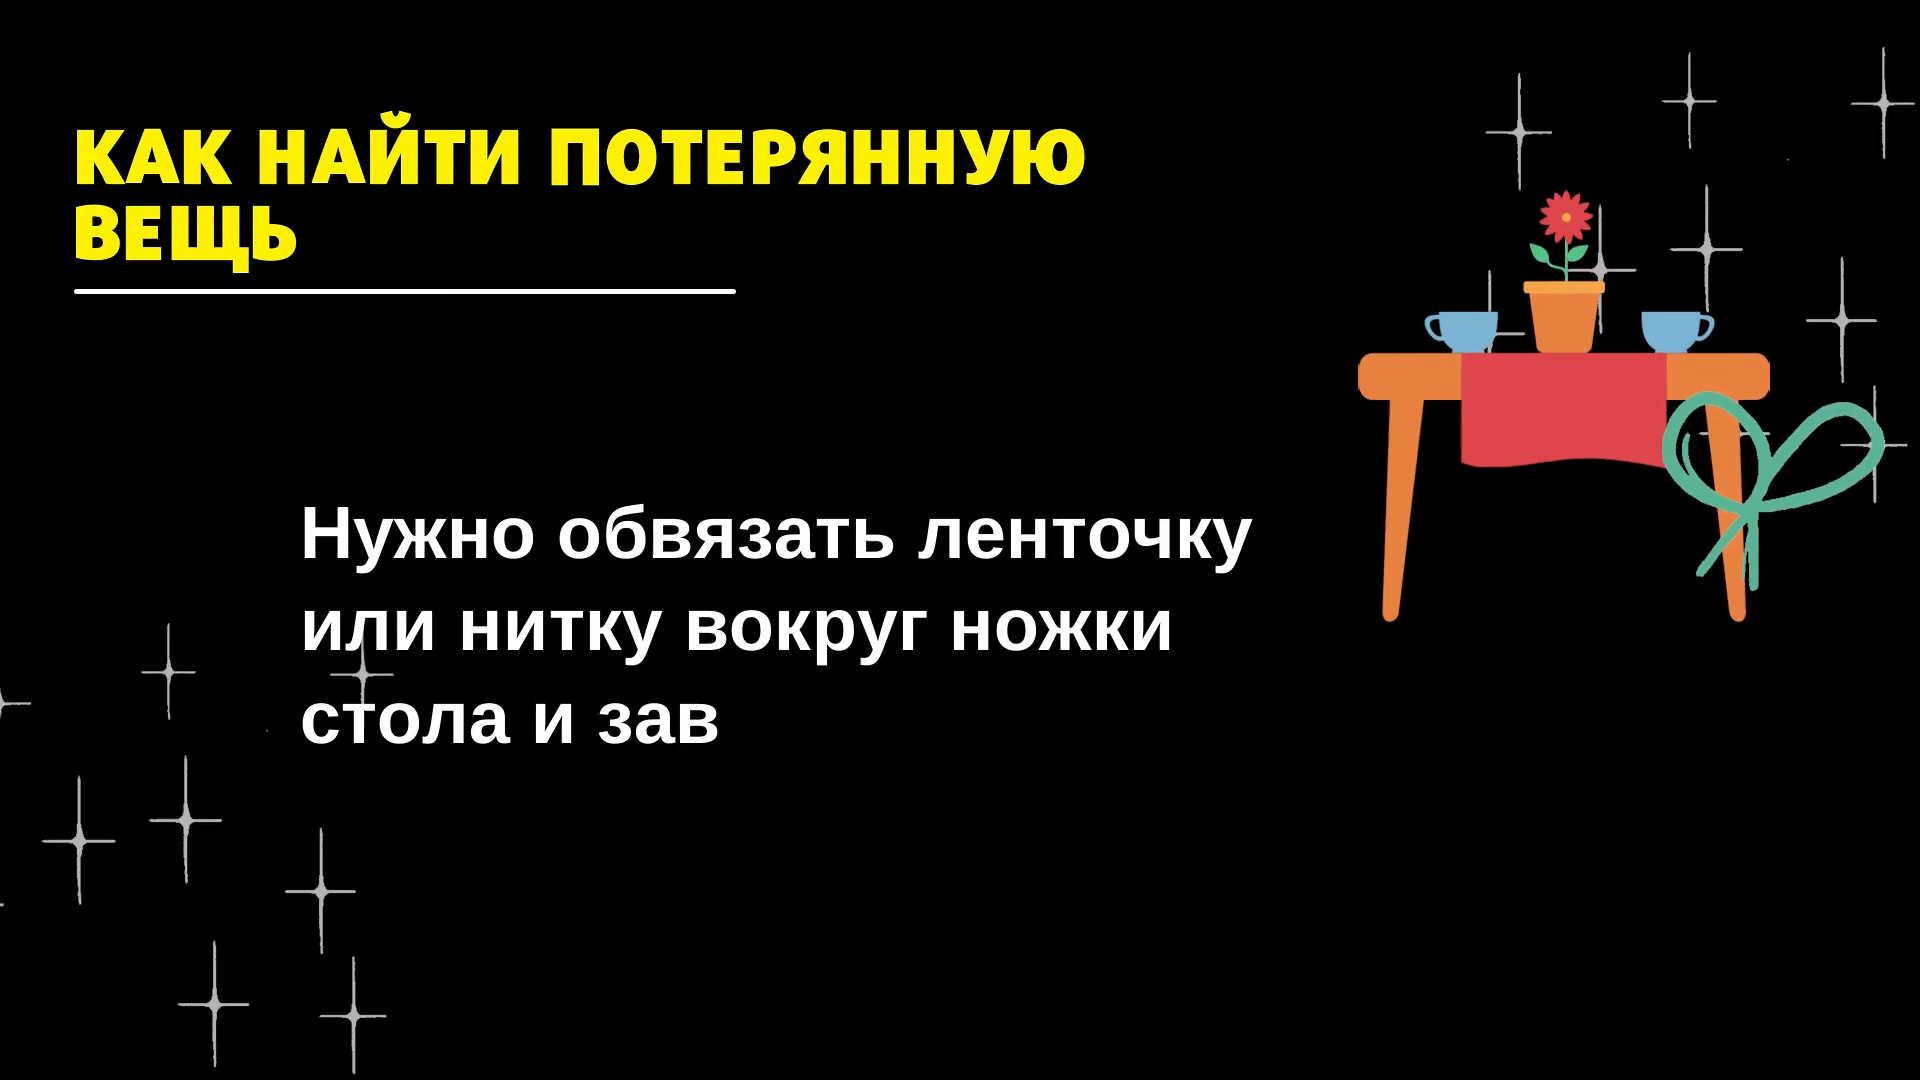 КАК НАЙТИ ПОТЕРЯННУЮ
ВЕЩЬ
Нужно обвязать ленточку
или нитку вокруг ножки
стола и зав